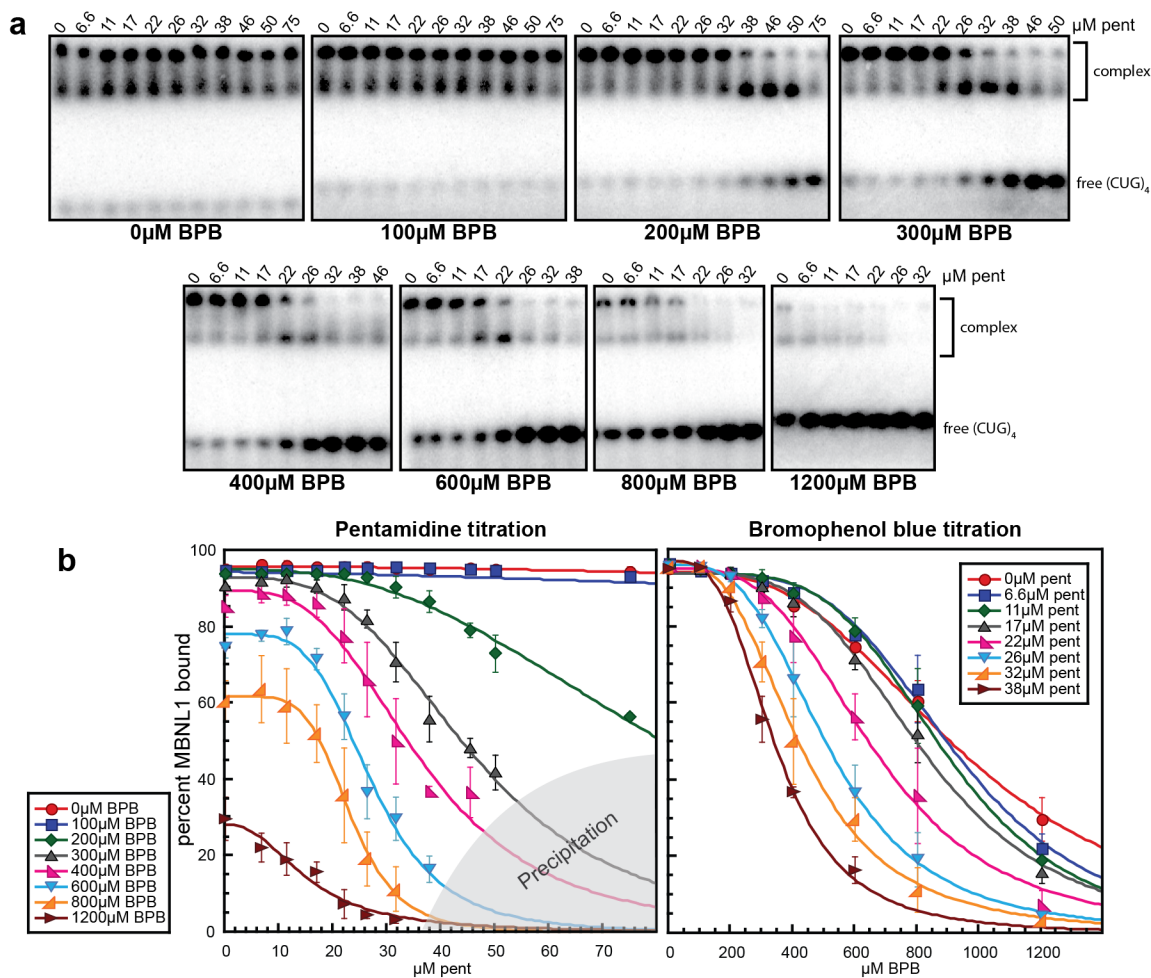 a
0 6.6 11 17 22 26 32 38 46 50 75
0 6.6 11 17 22 26 32 38 46 50 75
0 6.6 11 17 22 26 32 38 46 50 75
0 6.6 11 17 22 26 32 38 46 50
µM pent
complex
free (CUG)4
0µM BPB
100µM BPB
200µM BPB
300µM BPB
0 6.6 11 17 22 26 32 38 46
0 6.6 11 17 22 26 32 38
0 6.6 11 17 22 26 32
0 6.6 11 17 22 26 32
µM pent
complex
free (CUG)4
400µM BPB
600µM BPB
800µM BPB
1200µM BPB
b
Pentamidine titration
percent MBNL1 bound
100
80
60
40
20
0
0 10 20 30 40 50 60 70
µM pent
Precipitation
0µM BPB
100µM BPB
200µM BPB
300µM BPB
400µM BPB
600µM BPB
800µM BPB
1200µM BPB
Bromophenol blue titration
0µM pent
6.6µM pent
11µM pent
17µM pent
22µM pent
26µM pent
32µM pent
38µM pent
0 200 400 600 800 1000 1200
µM BPB